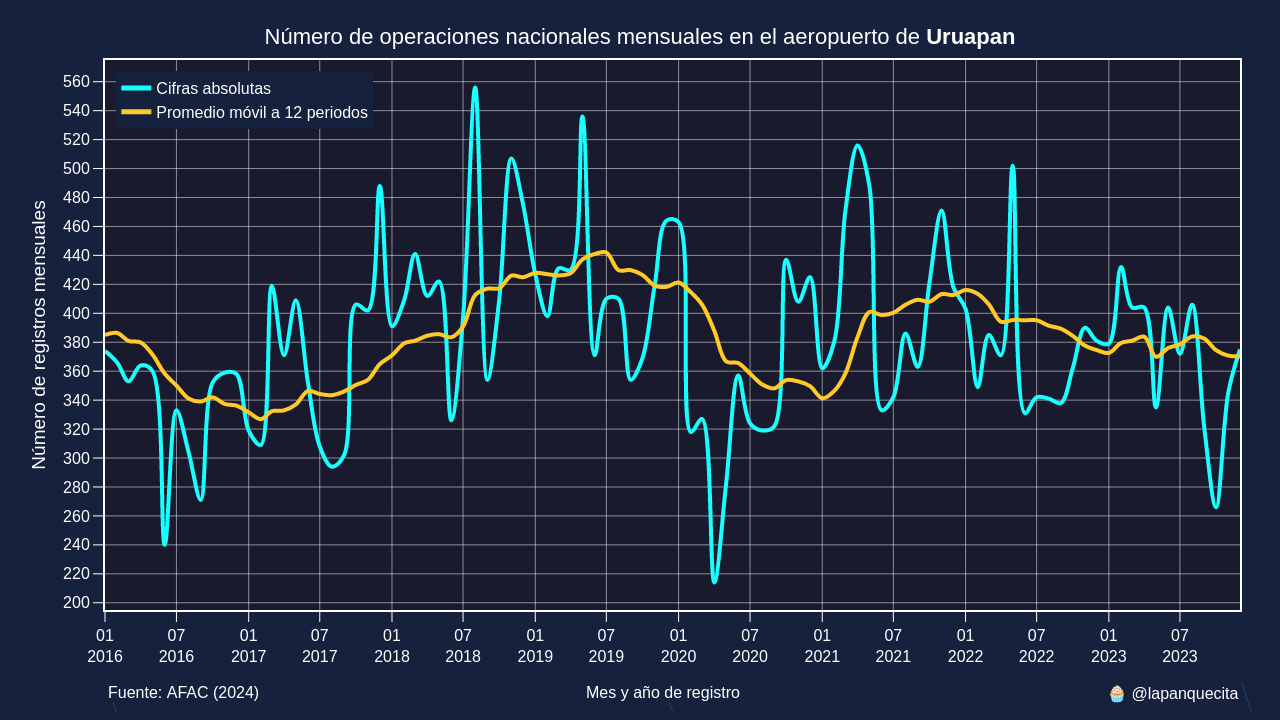 Número de operaciones nacionales mensuales en el aeropuerto de Uruapan
Cifras absolutas
Promedio móvil a 12 periodos
Número de registros mensuales
560
540
520
500
480
460
440
420
400
380
360
340
320
300
280
260
240
220
200
01 07 01 07 01 07 01 07 01 07 01 07 01 07 01 07
2016 2016 2017 2017 2018 2018 2019 2019 2020 2020 2021 2021 2022 2022 2023 2023
Fuente: AFAC (2024) Mes y año de registro 🧁 @lapanquecita